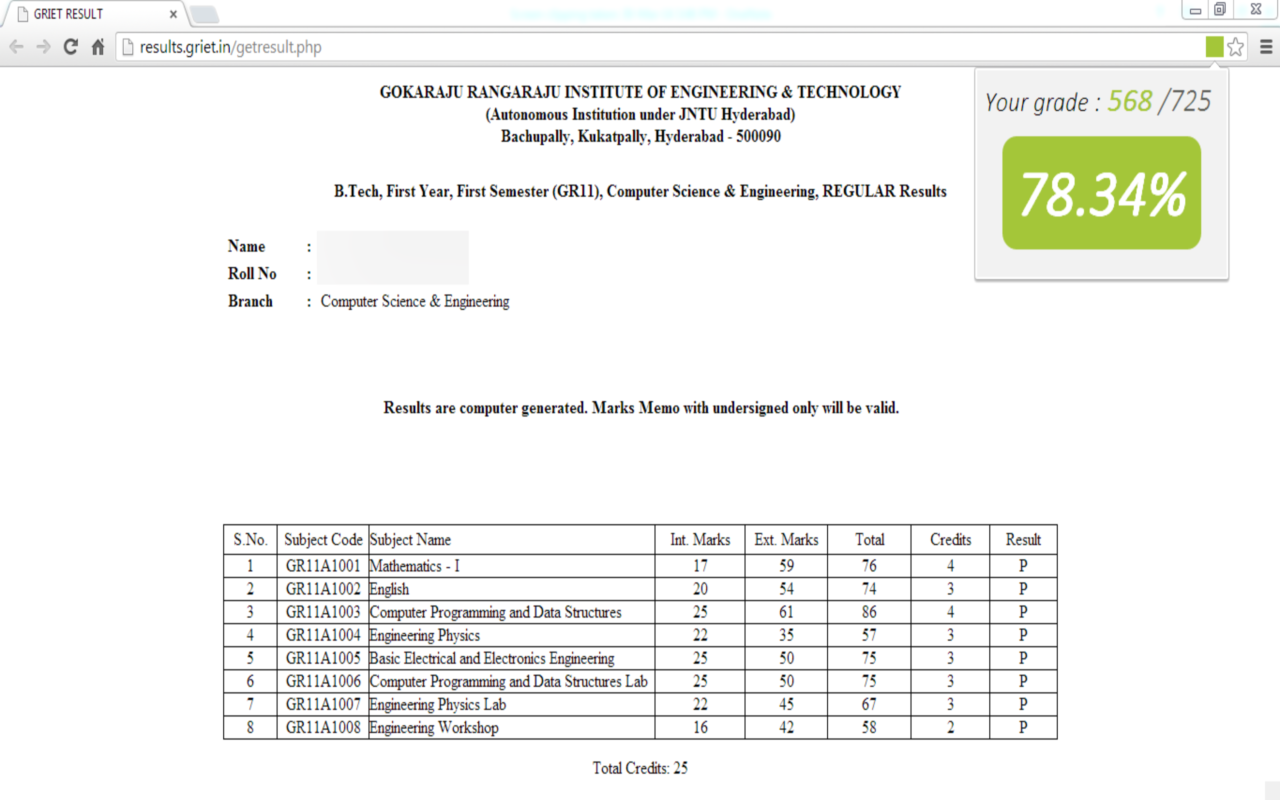 GRIET RESULT
results.griet.in/getresult.php
GOKARAJU RANGARAJU INSTITUTE OF ENGINEERING & TECHNOLOGY
(Autonomous Institution under JNTU Hyderabad)
Bachupally, Kukatpally, Hyderabad - 500090
Your grade : 568 /725
78.34%
B.Tech, First Year, First Semester (GR11), Computer Science & Engineering, REGULAR Results
Name :
Roll No :
Branch : Computer Science & Engineering
Results are computer generated. Marks Memo with undersigned only will be valid.
S.No. Subject Code Subject Name Int. Marks Ext. Marks Total Credits Result
1 GR11A1001 Mathematics - I 17 59 76 4 P
2 GR11A1002 English 20 54 74 3 P
3 GR11A1003 Computer Programming and Data Structures 25 61 86 4 P
4 GR11A1004 Engineering Physics 22 35 57 3 P
5 GR11A1005 Basic Electrical and Electronics Engineering 25 50 75 3 P
6 GR11A1006 Computer Programming and Data Structures Lab 25 50 75 3 P
7 GR11A1007 Engineering Physics Lab 22 45 67 3 P
8 GR11A1008 Engineering Workshop 16 42 58 2 P
Total Credits: 25